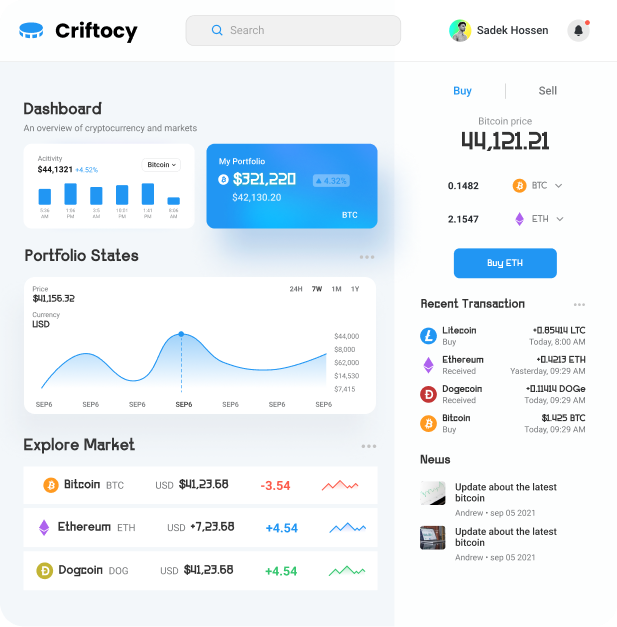 Criftocy
Search
Sadek Hossen
Dashboard
An overview of cryptocurrency and markets
Acitivity
$44,1321 +4.52%
Bitcoin
5:36 AM
1:06 PM
3:5 AM
10:21 PM
1:41 PM
6:06 AM
My Portfolio
$321,220
4.32%
$42,130.20
BTC
Portfolio States
Price
$41,156.32
24H 7W 1M 1Y
Currency
USD
$44,000
$8,000
$62,000
$14,530
$7,415
SEP6 SEP6 SEP6 SEP6 SEP6 SEP6 SEP6
Explore Market
Bitcoin BTC USD $41,23.68 -3.54
Ethereum ETH USD +7,23.68 +4.54
Dogcoin DOG USD $41,23.68 +4.54
Buy Sell
Bitcoin price
44,121.21
0.1482 BTC
2.1547 ETH
Buy ETH
Recent Transaction
Litecoin +0.85414 LTC
Buy Today, 8:00 AM
Ethereum +0.4213 ETH
Received Yasterday, 09:29 AM
Dogecoin +0.11414 DOGe
Received Today, 09:29 AM
Bitcoin $1.425 BTC
Buy Today, 09:29 AM
News
Update about the latest
bitcoin
Andrew • sep 05 2021
Update about the latest
bitcoin
Andrew • sep 05 2021